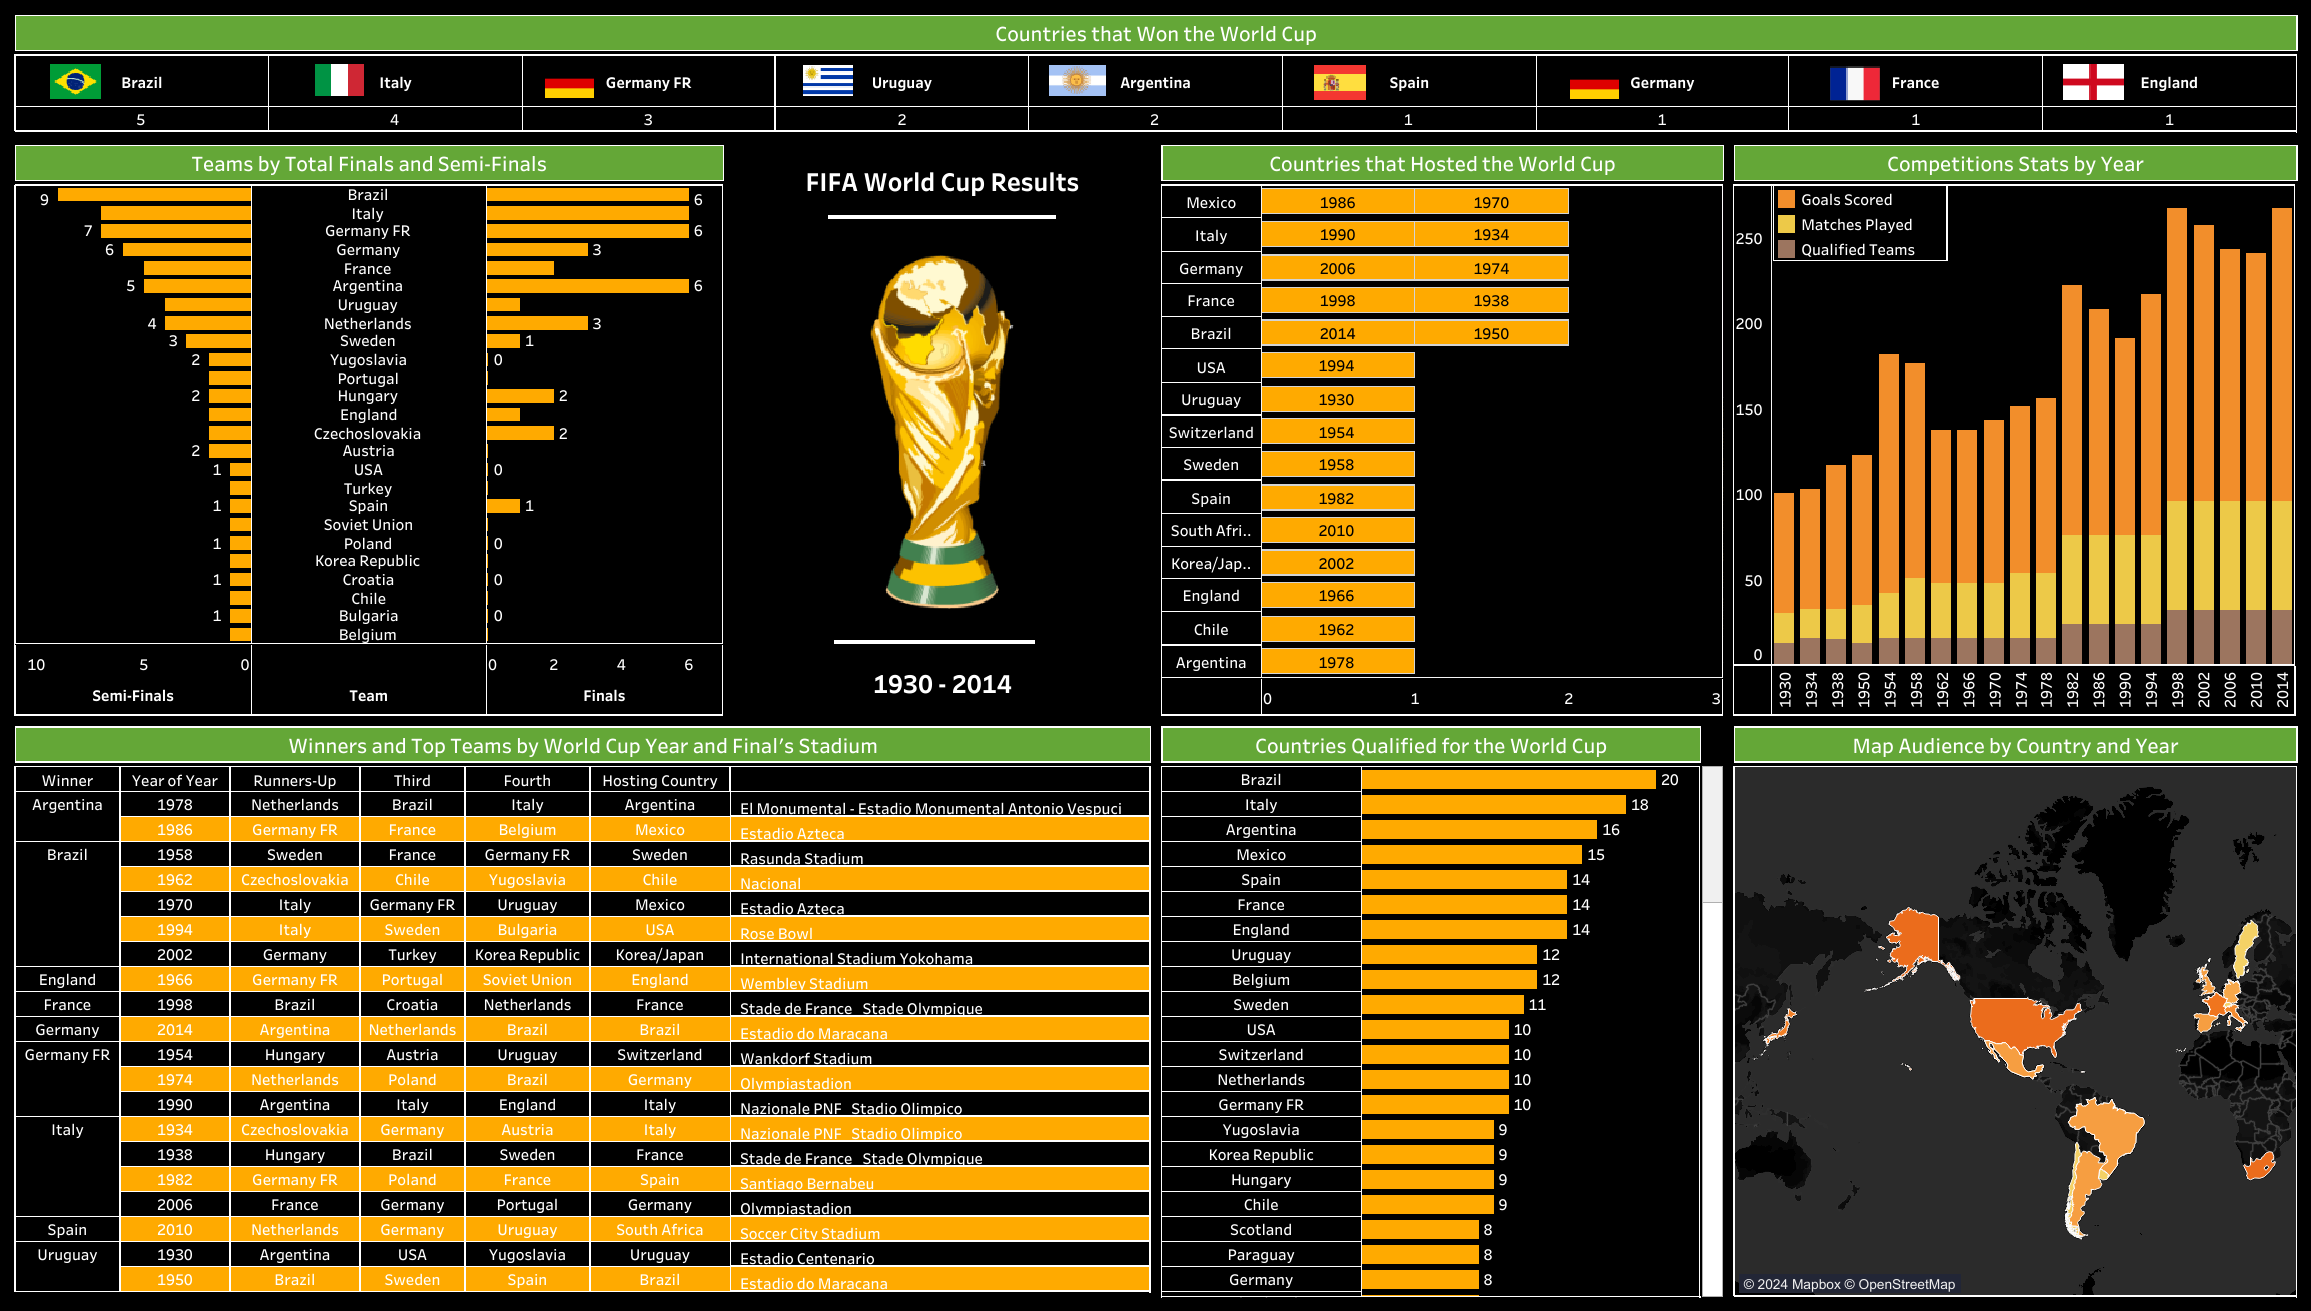 Countries that Won the World Cup
Brazil Italy Germany FR Uruguay Argentina Spain Germany France England
5 4 3 2 2 1 1 1 1
Teams by Total Finals and Semi-Finals
9 Brazil 6
Italy
7 Germany FR 6
6 Germany 3
France
5 Argentina 6
Uruguay
4 Netherlands 3
3 Sweden 1
2 Yugoslavia 0
Portugal
2 Hungary 2
England
Czechoslovakia 2
2 Austria
1 USA 0
Turkey
1 Spain 1
Soviet Union
1 Poland 0
Korea Republic
1 Croatia 0
Chile
1 Bulgaria 0
Belgium
10 5 0 0 2 4 6
Semi-Finals Team Finals
FIFA World Cup Results
1930 - 2014
Countries that Hosted the World Cup
Mexico 1986 1970
Italy 1990 1934
Germany 2006 1974
France 1998 1938
Brazil 2014 1950
USA 1994
Uruguay 1930
Switzerland 1954
Sweden 1958
Spain 1982
South Afri.. 2010
Korea/Jap.. 2002
England 1966
Chile 1962
Argentina 1978
0 1 2 3
Competitions Stats by Year
Goals Scored
Matches Played
Qualified Teams
250
200
150
100
50
0
1930 1934 1938 1950 1954 1958 1962 1966 1970 1974 1978 1982 1986 1990 1994 1998 2002 2006 2010 2014
Winners and Top Teams by World Cup Year and Final's Stadium
Winner Year of Year Runners-Up Third Fourth Hosting Country
Argentina 1978 Netherlands Brazil Italy Argentina El Monumental - Estadio Monumental Antonio Vespuci
1986 Germany FR France Belgium Mexico Estadio Azteca
Brazil 1958 Sweden France Germany FR Sweden Rasunda Stadium
1962 Czechoslovakia Chile Yugoslavia Chile Nacional
1970 Italy Germany FR Uruguay Mexico Estadio Azteca
1994 Italy Sweden Bulgaria USA Rose Bowl
2002 Germany Turkey Korea Republic Korea/Japan International Stadium Yokohama
England 1966 Germany FR Portugal Soviet Union England Wembley Stadium
France 1998 Brazil Croatia Netherlands France Stade de France Stade Olympique
Germany 2014 Argentina Netherlands Brazil Brazil Estadio do Maracana
Germany FR 1954 Hungary Austria Uruguay Switzerland Wankdorf Stadium
1974 Netherlands Poland Brazil Germany Olympiastadion
1990 Argentina Italy England Italy Nazionale PNF Stadio Olimpico
Italy 1934 Czechoslovakia Germany Austria Italy Nazionale PNF Stadio Olimpico
1938 Hungary Brazil Sweden France Stade de France Stade Olympique
1982 Germany FR Poland France Spain Santiago Bernabeu
2006 France Germany Portugal Germany Olympiastadion
Spain 2010 Netherlands Germany Uruguay South Africa Soccer City Stadium
Uruguay 1930 Argentina USA Yugoslavia Uruguay Estadio Centenario
1950 Brazil Sweden Spain Brazil Estadio do Maracana
Countries Qualified for the World Cup
Brazil 20
Italy 18
Argentina 16
Mexico 15
Spain 14
France 14
England 14
Uruguay 12
Belgium 12
Sweden 11
USA 10
Switzerland 10
Netherlands 10
Germany FR 10
Yugoslavia 9
Korea Republic 9
Hungary 9
Chile 9
Scotland 8
Paraguay 8
Germany 8
Map Audience by Country and Year
© 2024 Mapbox © OpenStreetMap